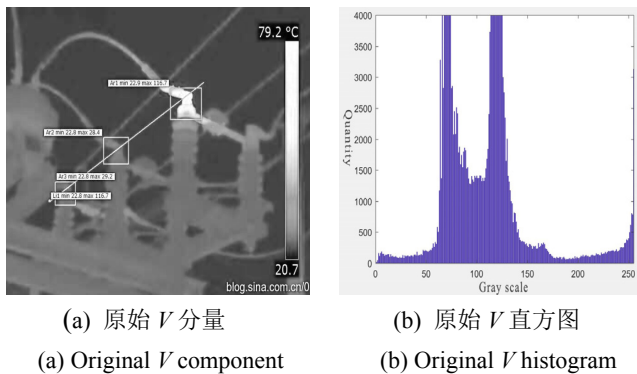 79.2 °C
Ar1 min 22.9 max 116.7
Ar2 min 22.8 max 28.4
Ar3 min 22.8 max 29.2
Li1 min 22.8 max 116.7
20.7
blog.sina.com.cn/0
4000
3500
3000
2500
2000
1500
1000
500
0
Quantity
0 50 100 150 200 250
Gray scale
(a) 原始 V 分量
(b) 原始 V 直方图
(a) Original V component
(b) Original V histogram